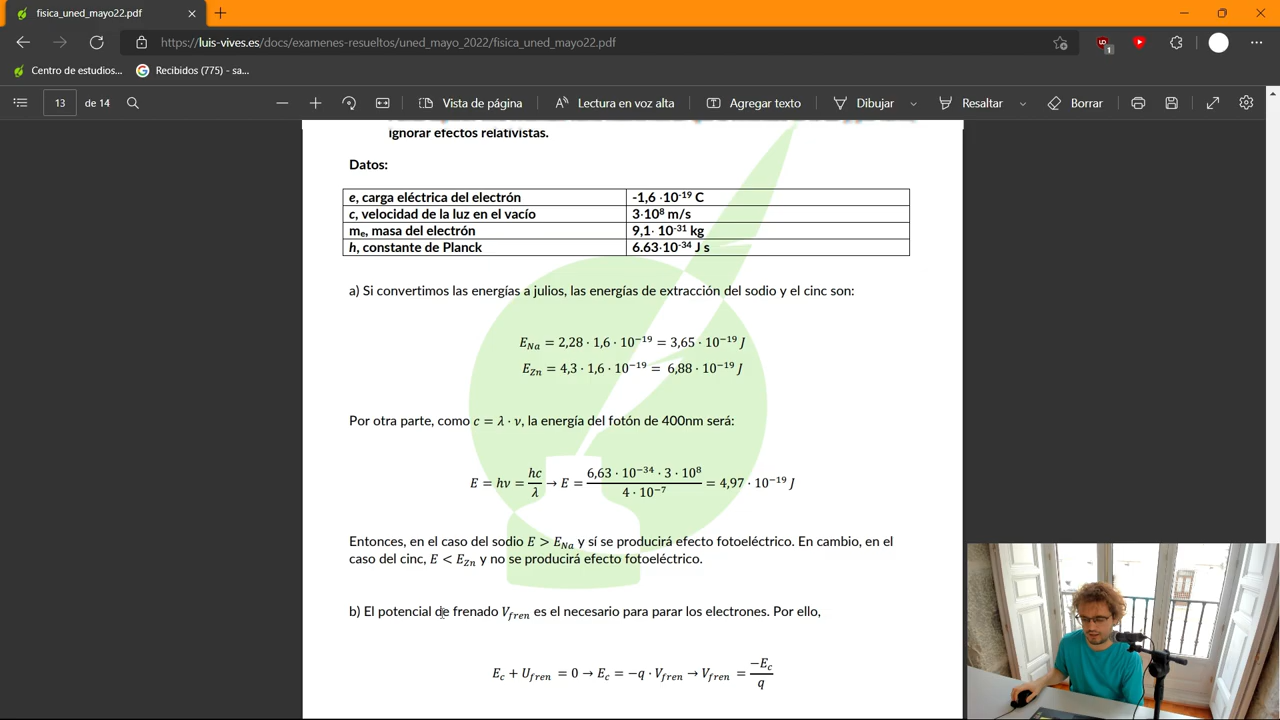 fisica_uned_mayo22.pdf
https://luis-vives.es/docs/examenes-resueltos/uned_mayo_2022/fisica_uned_mayo22.pdf
1
Centro de estudios... Recibidos (775) - sa...
13 de 14 Vista de página Lectura en voz alta Agregar texto Dibujar Resaltar Borrar
ignorar efectos relativistas.
Datos:
e, carga eléctrica del electrón -1,6 ·10⁻¹⁹ C
c, velocidad de la luz en el vacío 3·10⁸ m/s
mₑ, masa del electrón 9,1· 10⁻³¹ kg
h, constante de Planck 6.63·10⁻³⁴ J s
a) Si convertimos las energías a julios, las energías de extracción del sodio y el cinc son:
E_Na = 2,28 · 1,6 · 10⁻¹⁹ = 3,65 · 10⁻¹⁹ J
E_Zn = 4,3 · 1,6 · 10⁻¹⁹ = 6,88 · 10⁻¹⁹ J
Por otra parte, como c = λ · ν, la energía del fotón de 400nm será:
E = hν = hc/λ → E = (6,63 · 10⁻³⁴ · 3 · 10⁸)/(4 · 10⁻⁷) = 4,97 · 10⁻¹⁹ J
Entonces, en el caso del sodio E > E_Na y sí se producirá efecto fotoeléctrico. En cambio, en el
caso del cinc, E < E_Zn y no se producirá efecto fotoeléctrico.
b) El potencial de frenado V_fren es el necesario para parar los electrones. Por ello,
E_c + U_fren = 0 → E_c = −q · V_fren → V_fren = −E_c/q